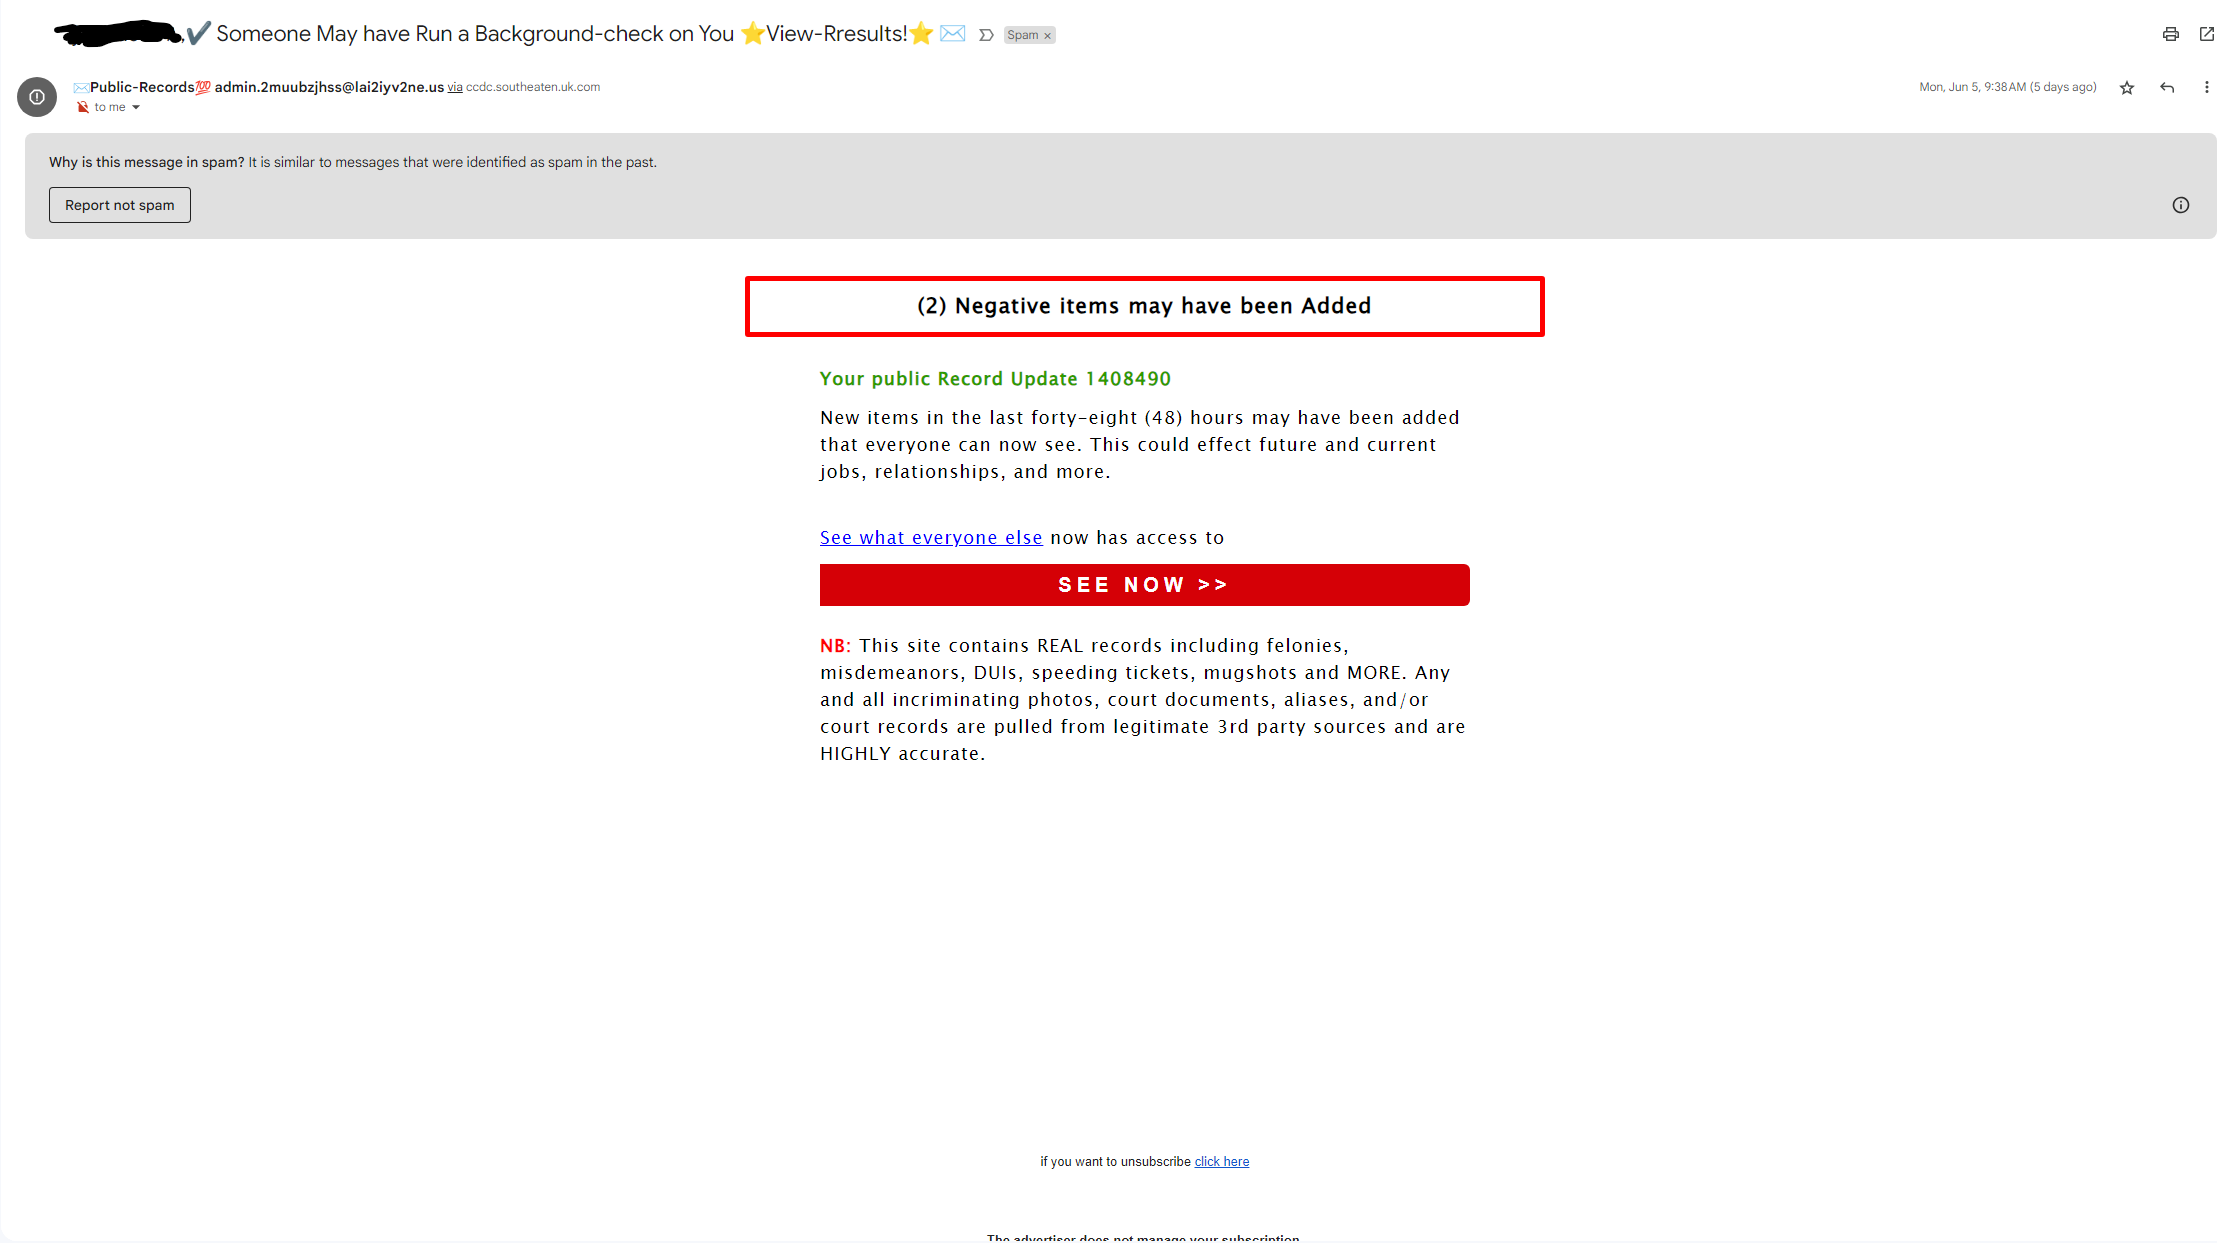 ✔️ Someone May have Run a Background-check on You ⭐View-Rresults!⭐ ✉️ Spam ×
✉️Public-Records💯 admin.2muubzjhss@lai2iyv2ne.us via ccdc.southeaten.uk.com
Mon, Jun 5, 9:38 AM (5 days ago)
to me
Why is this message in spam? It is similar to messages that were identified as spam in the past.
Report not spam
(2) Negative items may have been Added
Your public Record Update 1408490
New items in the last forty-eight (48) hours may have been added
that everyone can now see. This could effect future and current
jobs, relationships, and more.
See what everyone else now has access to
SEE NOW >>
NB: This site contains REAL records including felonies,
misdemeanors, DUIs, speeding tickets, mugshots and MORE. Any
and all incriminating photos, court documents, aliases, and/or
court records are pulled from legitimate 3rd party sources and are
HIGHLY accurate.
if you want to unsubscribe click here
The advertiser does not manage your subscription